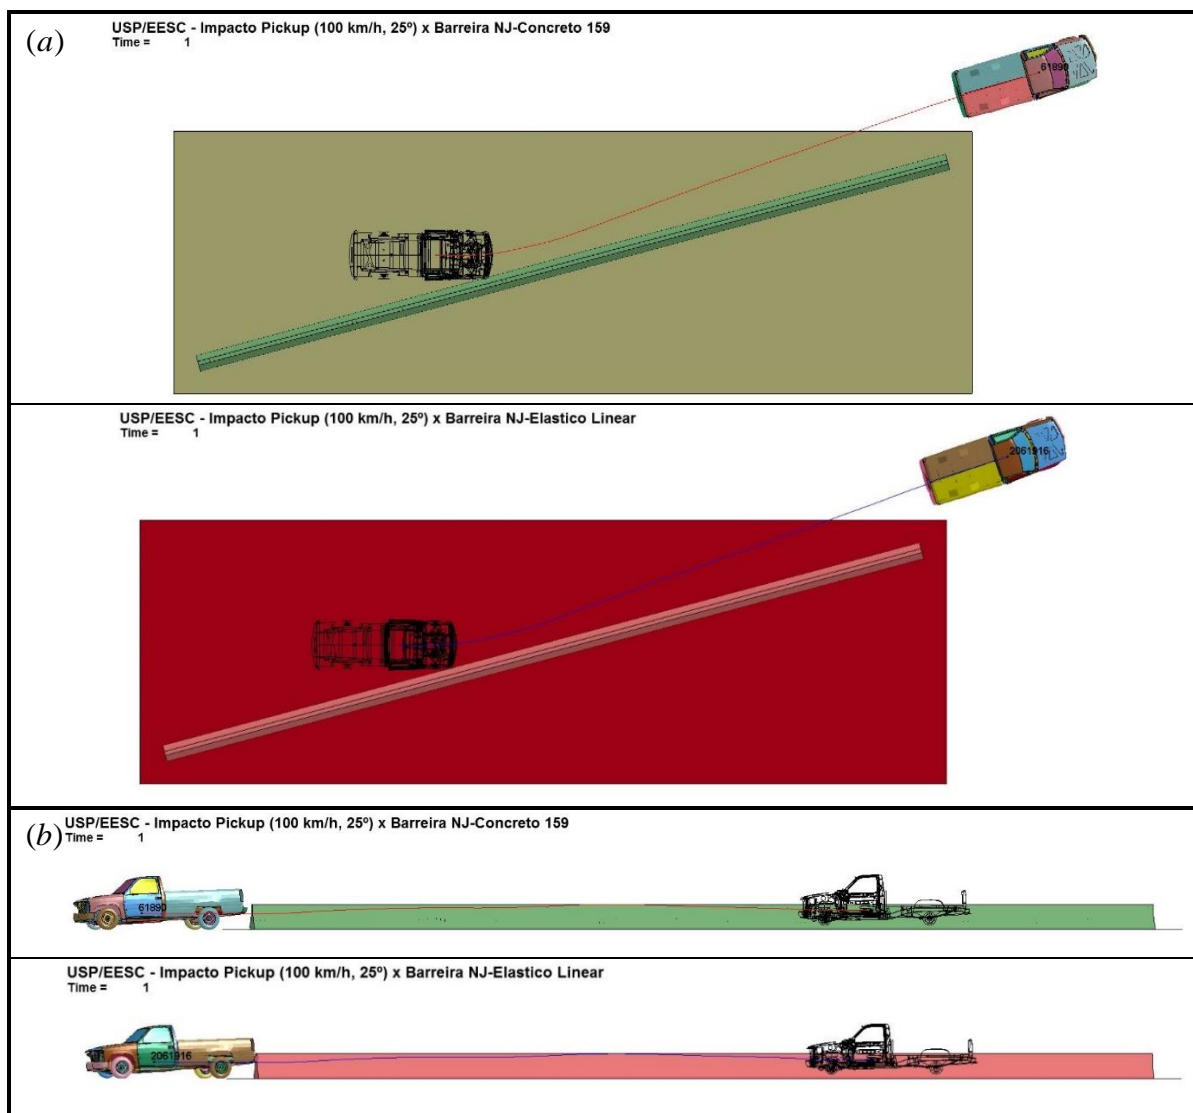 (a)
USP/EESC - Impacto Pickup (100 km/h, 25º) x Barreira NJ-Concreto 159
Time = 1
61890
USP/EESC - Impacto Pickup (100 km/h, 25º) x Barreira NJ-Elastico Linear
Time = 1
2061916
(b)
USP/EESC - Impacto Pickup (100 km/h, 25º) x Barreira NJ-Concreto 159
Time = 1
61890
USP/EESC - Impacto Pickup (100 km/h, 25º) x Barreira NJ-Elastico Linear
Time = 1
2061916